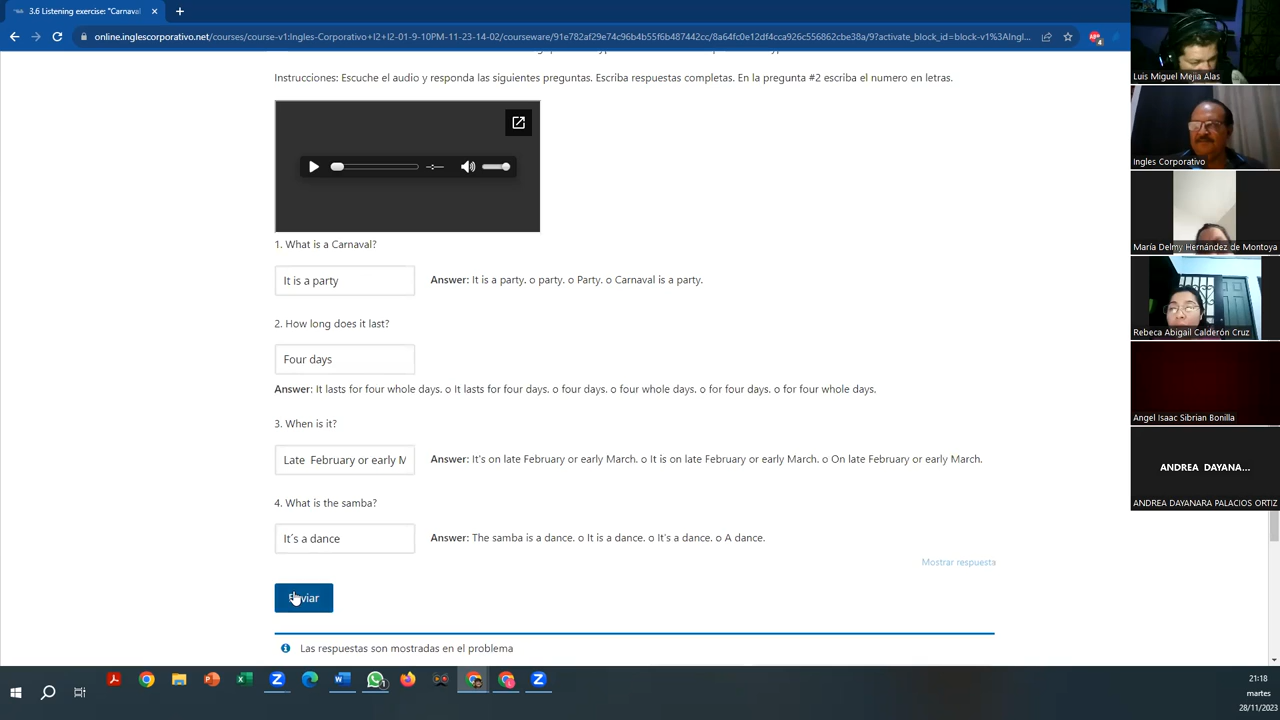 3.6 Listening exercise: "Carnaval
online.inglescorporativo.net/courses/course-v1:Ingles-Corporativo+I2+I2-01-9-10PM-11-23-14-02/courseware/91e782af29e74c96b4b55f6b487442cc/8a64fc0e12df4cca926c556862cbe38a/9?activate_block_id=block-v1%3AIngl...
Instrucciones: Escuche el audio y responda las siguientes preguntas. Escriba respuestas completas. En la pregunta #2 escriba el numero en letras.
1. What is a Carnaval?
It is a party
Answer: It is a party. o party. o Party. o Carnaval is a party.
2. How long does it last?
Four days
Answer: It lasts for four whole days. o It lasts for four days. o four days. o four whole days. o for four days. o for four whole days.
3. When is it?
Late February or early M
Answer: It's on late February or early March. o It is on late February or early March. o On late February or early March.
4. What is the samba?
It´s a dance
Answer: The samba is a dance. o It is a dance. o It's a dance. o A dance.
Mostrar respuesta
Enviar
Las respuestas son mostradas en el problema
Luis Miguel Mejia Alas
Ingles Corporativo
María Delmy Hernández de Montoya
Rebeca Abigail Calderón Cruz
Angel Isaac Sibrian Bonilla
ANDREA DAYANA...
ANDREA DAYANARA PALACIOS ORTIZ
21:18
martes
28/11/2023